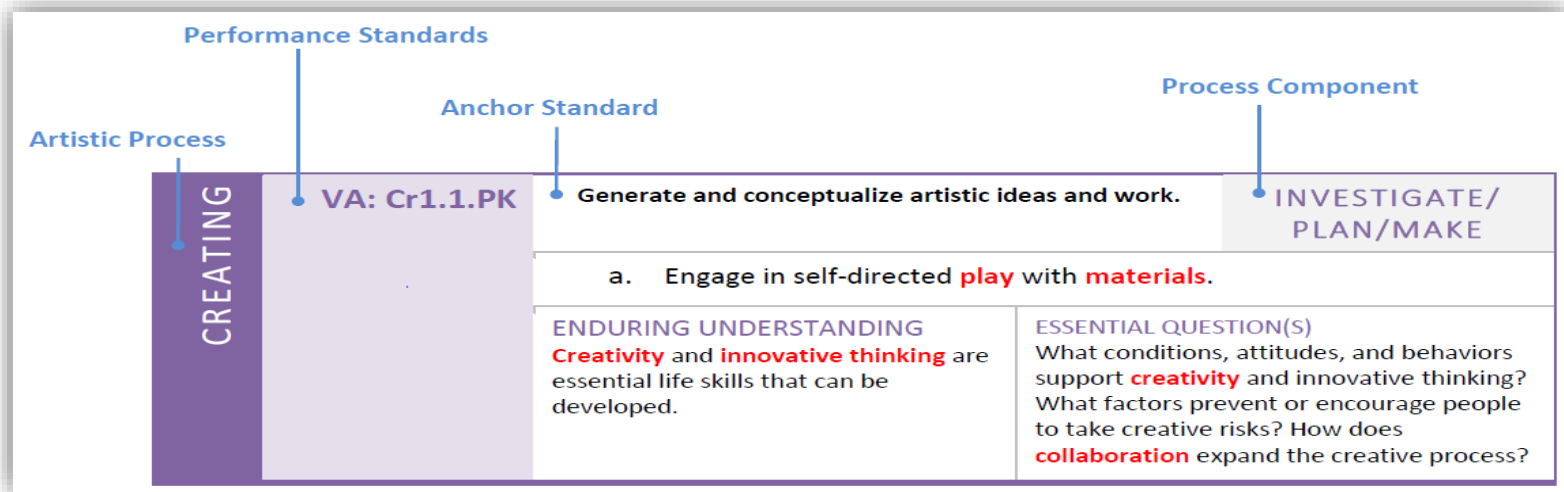 Performance Standards
Process Component
Anchor Standard
Artistic Process
CREATING
VA: Cr1.1.PK
Generate and conceptualize artistic ideas and work.
INVESTIGATE/
PLAN/MAKE
a. Engage in self-directed play with materials.
ENDURING UNDERSTANDING
Creativity and innovative thinking are
essential life skills that can be
developed.
ESSENTIAL QUESTION(S)
What conditions, attitudes, and behaviors
support creativity and innovative thinking?
What factors prevent or encourage people
to take creative risks? How does
collaboration expand the creative process?